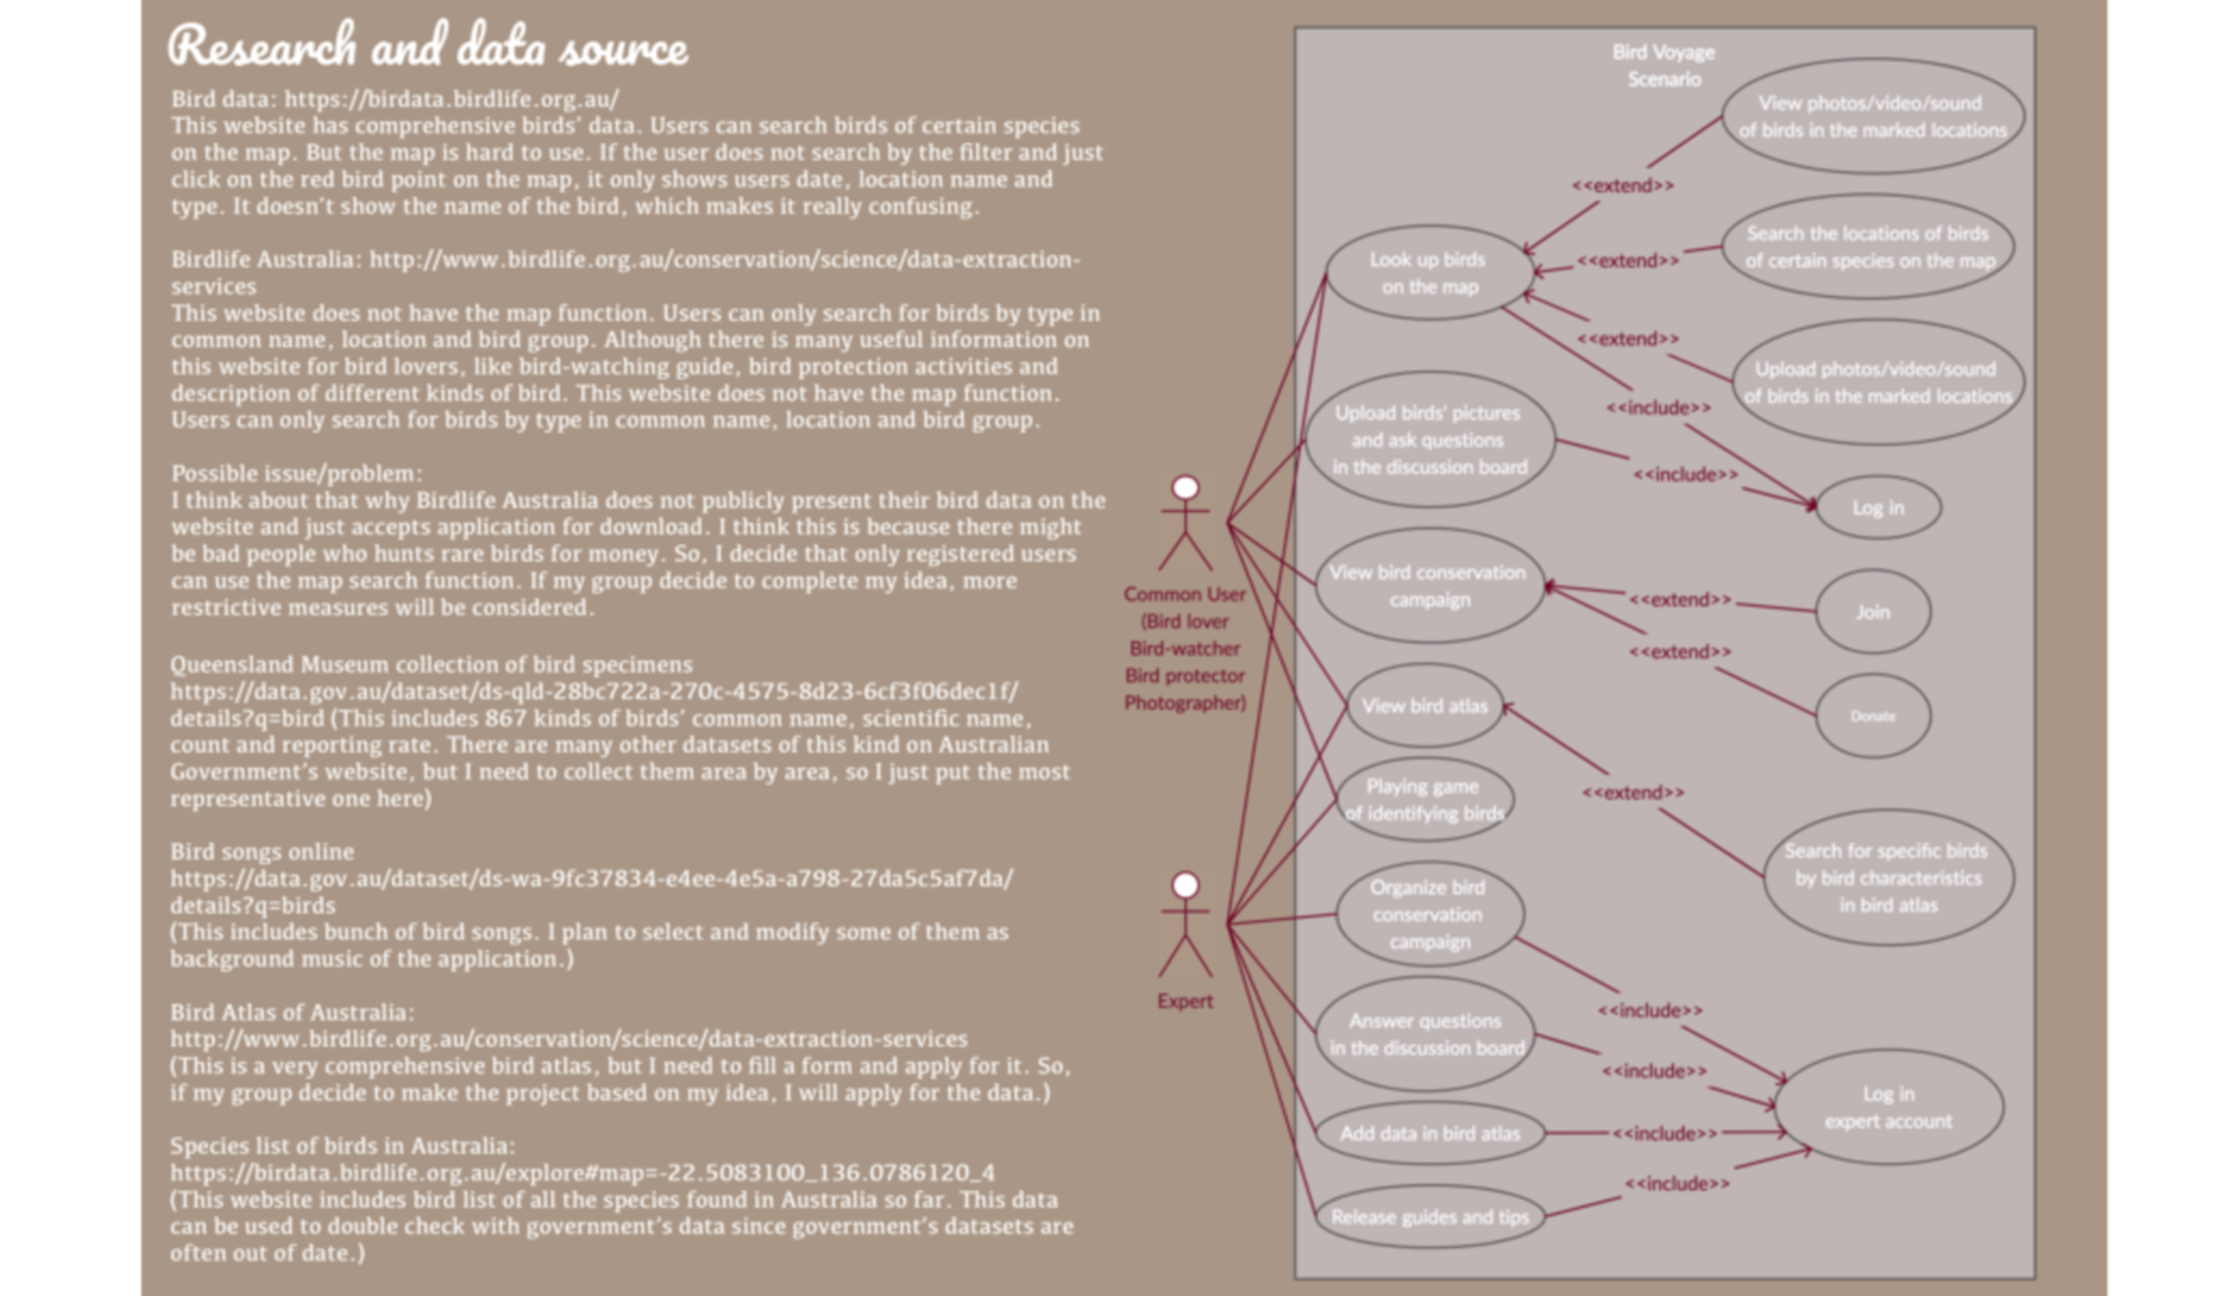 Research and data source
Bird data: https://birdata.birdlife.org.au/
This website has comprehensive birds' data. Users can search birds of certain species
on the map. But the map is hard to use. If the user does not search by the filter and just
click on the red bird point on the map, it only shows users date, location name and
type. It doesn't show the name of the bird, which makes it really confusing.
Birdlife Australia: http://www.birdlife.org.au/conservation/science/data-extraction-
services
This website does not have the map function. Users can only search for birds by type in
common name, location and bird group. Although there is many useful information on
this website for bird lovers, like bird-watching guide, bird protection activities and
description of different kinds of bird. This website does not have the map function.
Users can only search for birds by type in common name, location and bird group.
Possible issue/problem:
I think about that why Birdlife Australia does not publicly present their bird data on the
website and just accepts application for download. I think this is because there might
be bad people who hunts rare birds for money. So, I decide that only registered users
can use the map search function. If my group decide to complete my idea, more
restrictive measures will be considered.
Queensland Museum collection of bird specimens
https://data.gov.au/dataset/ds-qld-28bc722a-270c-4575-8d23-6cf3f06dec1f/
details?q=bird (This includes 867 kinds of birds' common name, scientific name,
count and reporting rate. There are many other datasets of this kind on Australian
Government's website, but I need to collect them area by area, so I just put the most
representative one here)
Bird songs online
https://data.gov.au/dataset/ds-wa-9fc37834-e4ee-4e5a-a798-27da5c5af7da/
details?q=birds
(This includes bunch of bird songs. I plan to select and modify some of them as
background music of the application.)
Bird Atlas of Australia:
http://www.birdlife.org.au/conservation/science/data-extraction-services
(This is a very comprehensive bird atlas, but I need to fill a form and apply for it. So,
if my group decide to make the project based on my idea, I will apply for the data.)
Species list of birds in Australia:
https://birdata.birdlife.org.au/explore#map=-22.5083100_136.0786120_4
(This website includes bird list of all the species found in Australia so far. This data
can be used to double check with government's data since government's datasets are
often out of date.)
Common User
(Bird lover
Bird-watcher
Bird protector
Photographer)
Expert
Bird Voyage
Scenario
Look up birds
on the map
Upload birds' pictures
and ask questions
in the discussion board
View bird conservation
campaign
View bird atlas
Playing game
of identifying birds
Organize bird
conservation
campaign
Answer questions
in the discussion board
Add data in bird atlas
Release guides and tips
<<extend>>
<<extend>>
<<extend>>
<<include>>
<<include>>
<<extend>>
<<extend>>
<<extend>>
<<include>>
<<include>>
<<include>>
<<include>>
View photos/video/sound
of birds in the marked locations
Search the locations of birds
of certain species on the map
Upload photos/video/sound
of birds in the marked locations
Log in
Join
Donate
Search for specific birds
by bird characteristics
in bird atlas
Log in
expert account